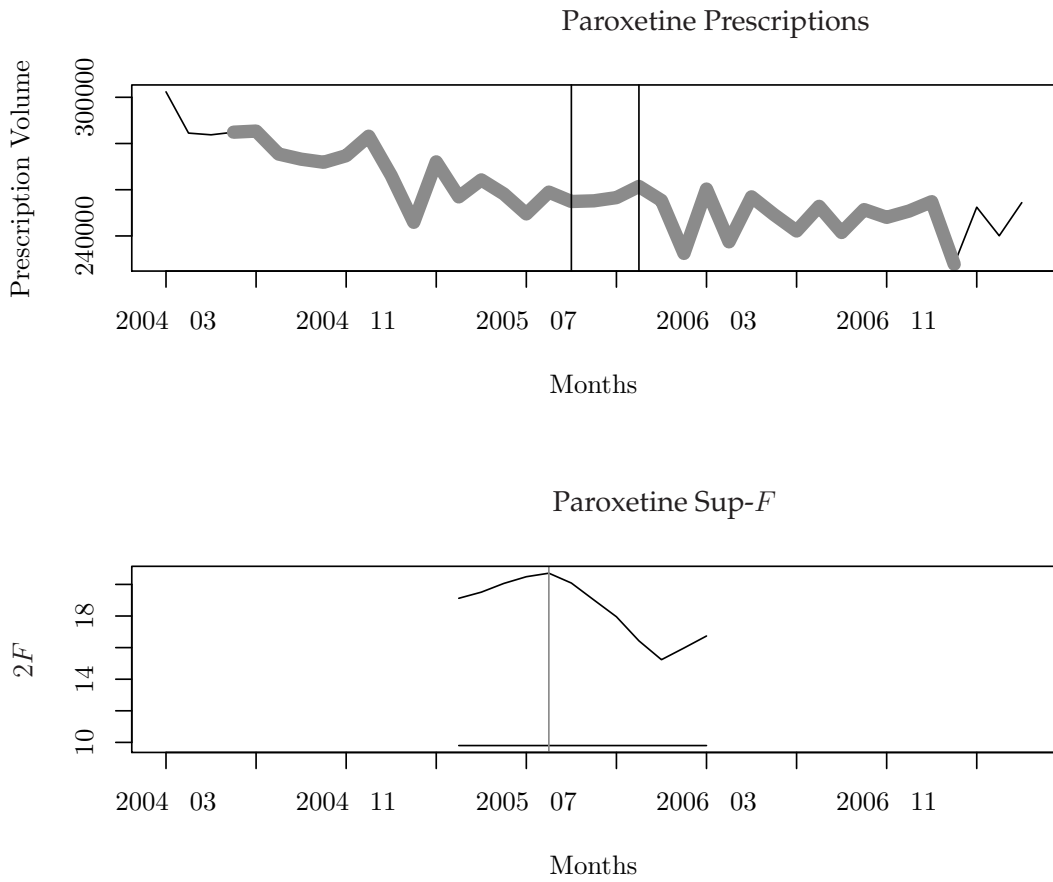 Paroxetine Prescriptions
Prescription Volume
300000
240000
2004 03
2004 11
2005 07
2006 03
2006 11
Months
Paroxetine Sup-F
2F
18
14
10
2004 03
2004 11
2005 07
2006 03
2006 11
Months